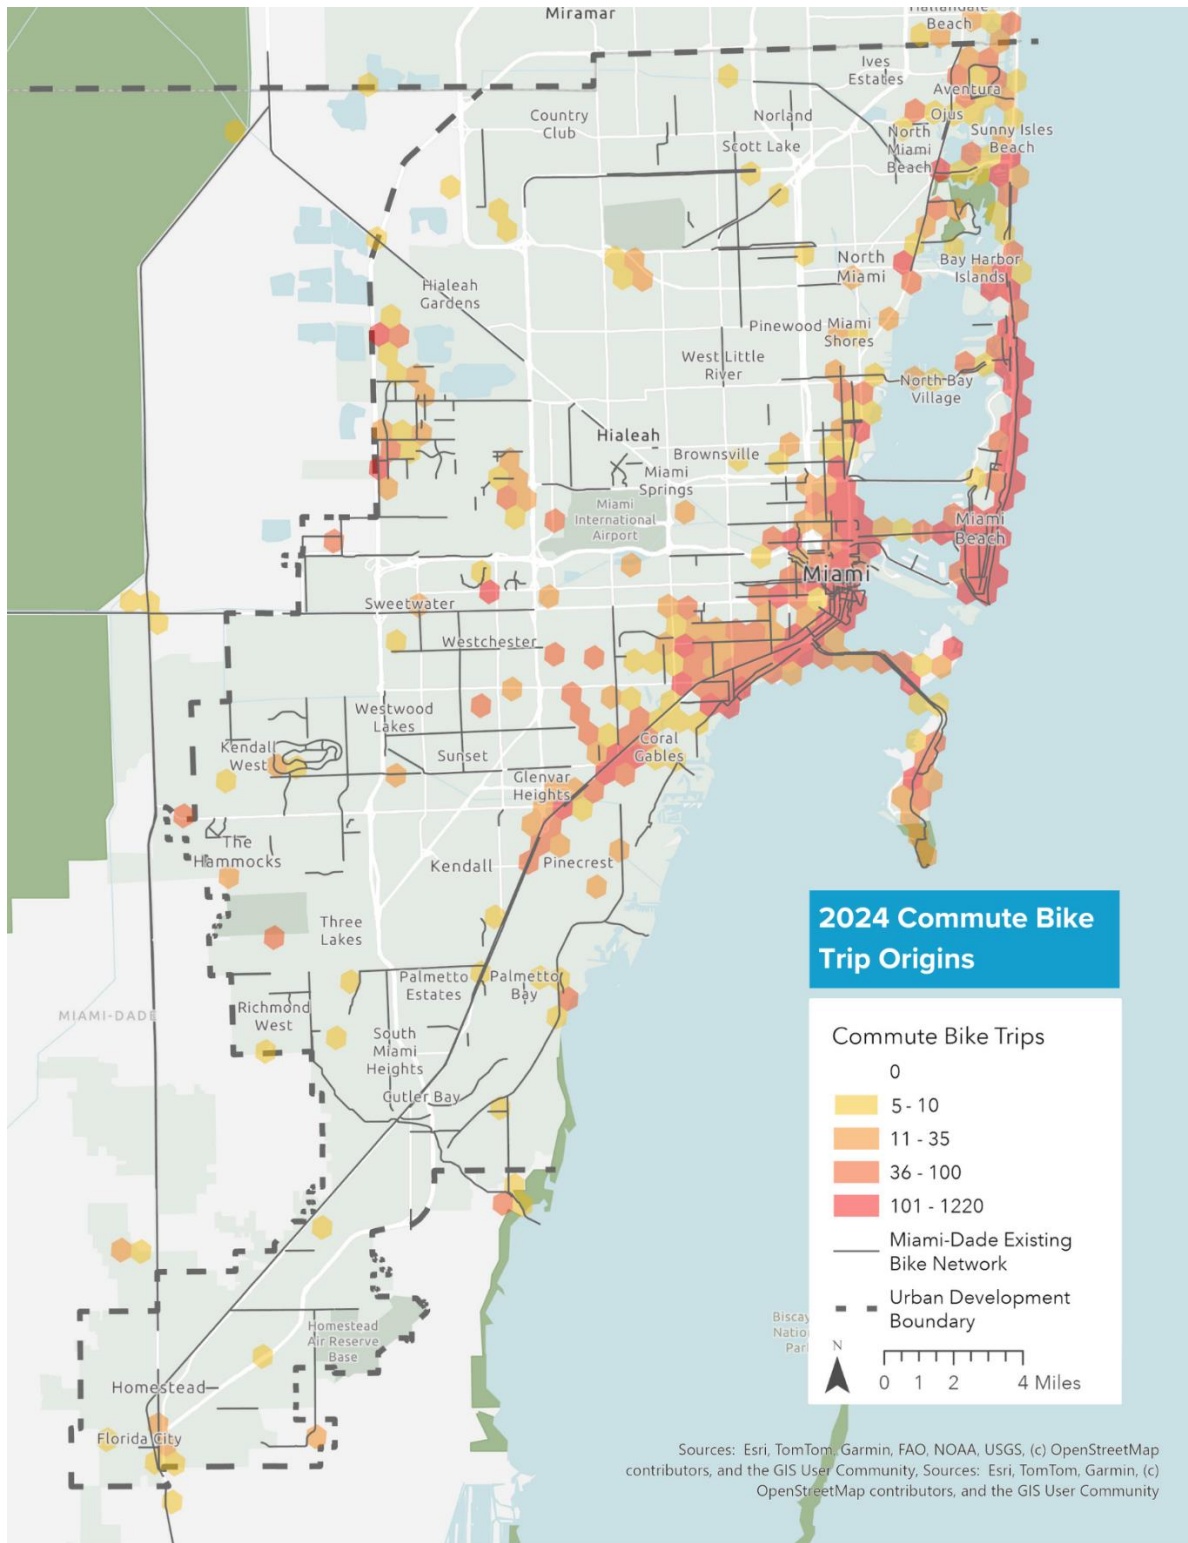 Miramar
Hallandale
Beach
Ives
Estates
Aventura
Country
Club
Norland
Ojus
North
Miami
Beach
Sunny Isles
Beach
Scott Lake
North
Miami
Bay Harbor
Islands
Hialeah
Gardens
Pinewood
Miami
Shores
West Little
River
North Bay
Village
Hialeah
Brownsville
Miami
Springs
Miami
International
Airport
Miami
Beach
Miami
Sweetwater
Westchester
Westwood
Lakes
Coral
Gables
Kendall
West
Sunset
Glenvar
Heights
The
Hammocks
Kendall
Pinecrest
Three
Lakes
Palmetto
Estates
Palmetto
Bay
MIAMI-DADE
Richmond
West
South
Miami
Heights
Cutler Bay
Homestead
Air Reserve
Base
Homestead
Florida City
Biscay
Natio
Parl
2024 Commute Bike
Trip Origins
Commute Bike Trips
0
5 - 10
11 - 35
36 - 100
101 - 1220
Miami-Dade Existing
Bike Network
Urban Development
Boundary
N
0 1 2 4 Miles
Sources: Esri, TomTom, Garmin, FAO, NOAA, USGS, (c) OpenStreetMap
contributors, and the GIS User Community, Sources: Esri, TomTom, Garmin, (c)
OpenStreetMap contributors, and the GIS User Community